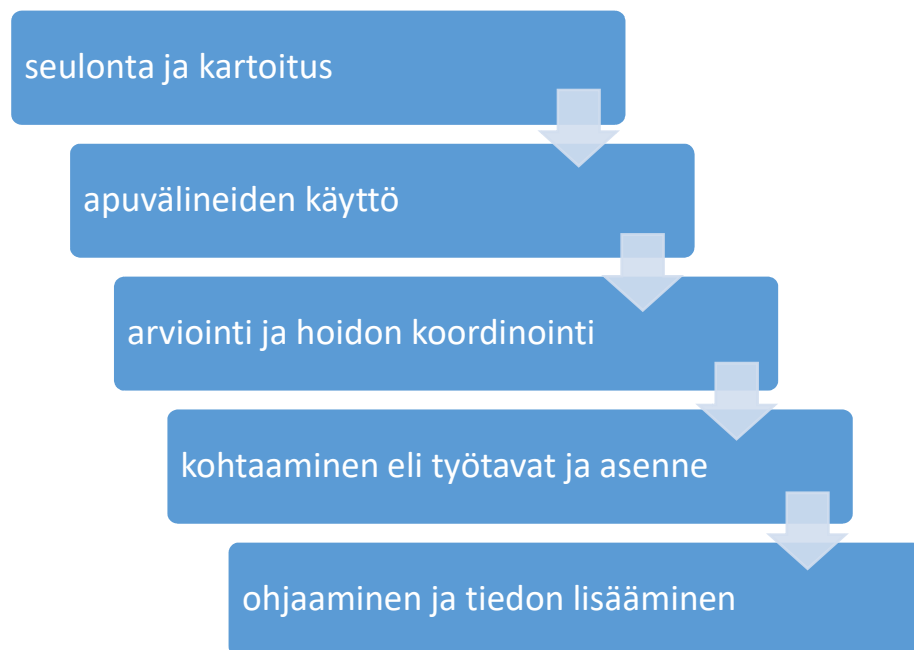 seulonta ja kartoitus
apuvälineiden käyttö
arviointi ja hoidon koordinointi
kohtaaminen eli työtavat ja asenne
ohjaaminen ja tiedon lisääminen